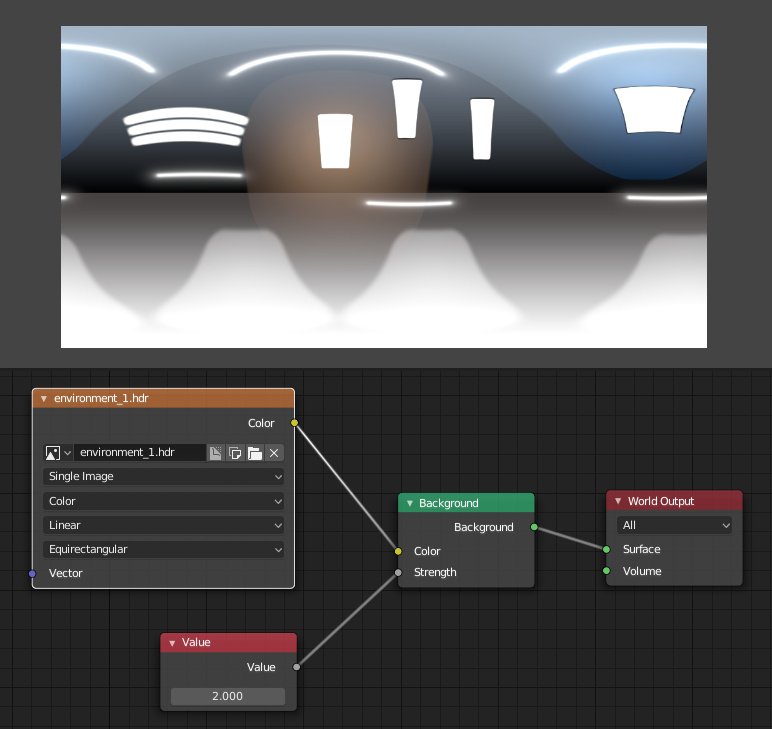 environment_1.hdr
Color
environment_1.hdr
Single Image
Color
Linear
Equirectangular
Vector
Background
Background
Color
Strength
World Output
All
Surface
Volume
Value
Value
2.000